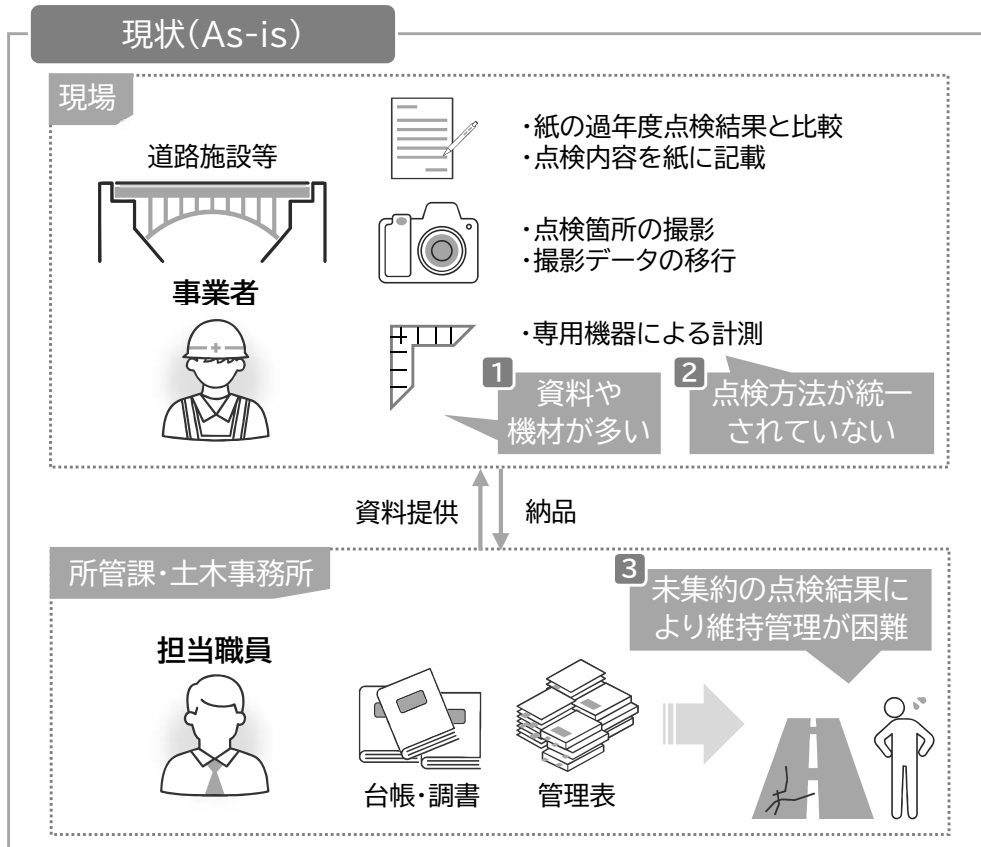 現状(As-is)
現場
道路施設等
・紙の過年度点検結果と比較
・点検内容を紙に記載
・点検箇所の撮影
・撮影データの移行
事業者
・専用機器による計測
1
資料や
機材が多い
2
点検方法が統一
されていない
資料提供
納品
所管課・土木事務所
3
未集約の点検結果に
より維持管理が困難
担当職員
台帳・調書
管理表